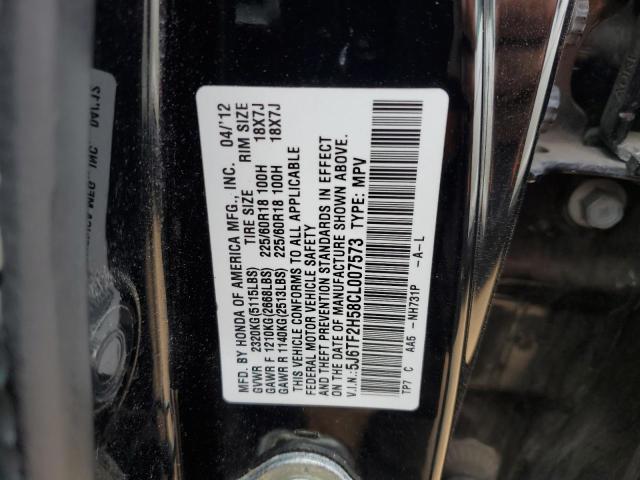 MFD. BY HONDA OF AMERICA MFG., INC. 04/'12
TIRE SIZE RIM SIZE
GVWR 2320KG(5115LBS)
GAWR F 1210KG(2668LBS) 225/60R18 100H 18X7J
GAWR R 1140KG(2513LBS) 225/60R18 100H 18X7J
THIS VEHICLE CONFORMS TO ALL APPLICABLE
FEDERAL MOTOR VEHICLE SAFETY
AND THEFT PREVENTION STANDARDS IN EFFECT
ON THE DATE OF MANUFACTURE SHOWN ABOVE.
V.I.N.:5J6TF2H58CL007573 TYPE: MPV
TP7 C AA5 -NH731P -A-L